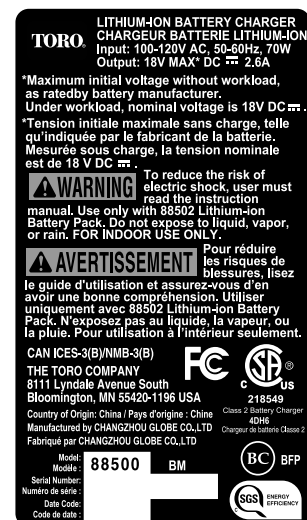 TORO®
LITHIUM-ION BATTERY CHARGER
CHARGEUR BATTERIE LITHIUM-ION
Input: 100-120V AC, 50-60Hz, 70W
Output: 18V MAX* DC ⎓ 2.6A
*Maximum initial voltage without workload,
as ratedby battery manufacturer.
Under workload, nominal voltage is 18V DC ⎓.
*Tension initiale maximale sans charge, telle
qu'indiquée par le fabricant de la batterie.
Mesurée sous charge, la tension nominale
est de 18 V DC ⎓.
WARNING To reduce the risk of
electric shock, user must
read the instruction
manual. Use only with 88502 Lithium-ion
Battery Pack. Do not expose to liquid, vapor,
or rain. FOR INDOOR USE ONLY.
AVERTISSEMENT Pour réduire
les risques de
blessures, lisez
le guide d'utilisation et assurez-vous d'en
avoir une bonne compréhension. Utiliser
uniquement avec 88502 Lithium-ion Battery
Pack. N'exposez pas au liquide, la vapeur, ou
la pluie. Pour utilisation à l'intérieur seulement.
CAN ICES-3(B)/NMB-3(B)
THE TORO COMPANY
8111 Lyndale Avenue South
Bloomington, MN 55420-1196 USA
Country of Origin: China / Pays d'origine : Chine
Manufactured by CHANGZHOU GLOBE CO.,LTD
Fabriqué par CHANGZHOU GLOBE CO.,LTD
FC
SA ®
C US
218549
Class 2 Battery Charger
4DH6
Chargeur de batterie Classe 2
Model:
Modèle :
88500 BM
Serial Number:
Numéro de série :
Date Code:
Code de date :
BC BFP
SGS ENERGY
EFFICIENCY